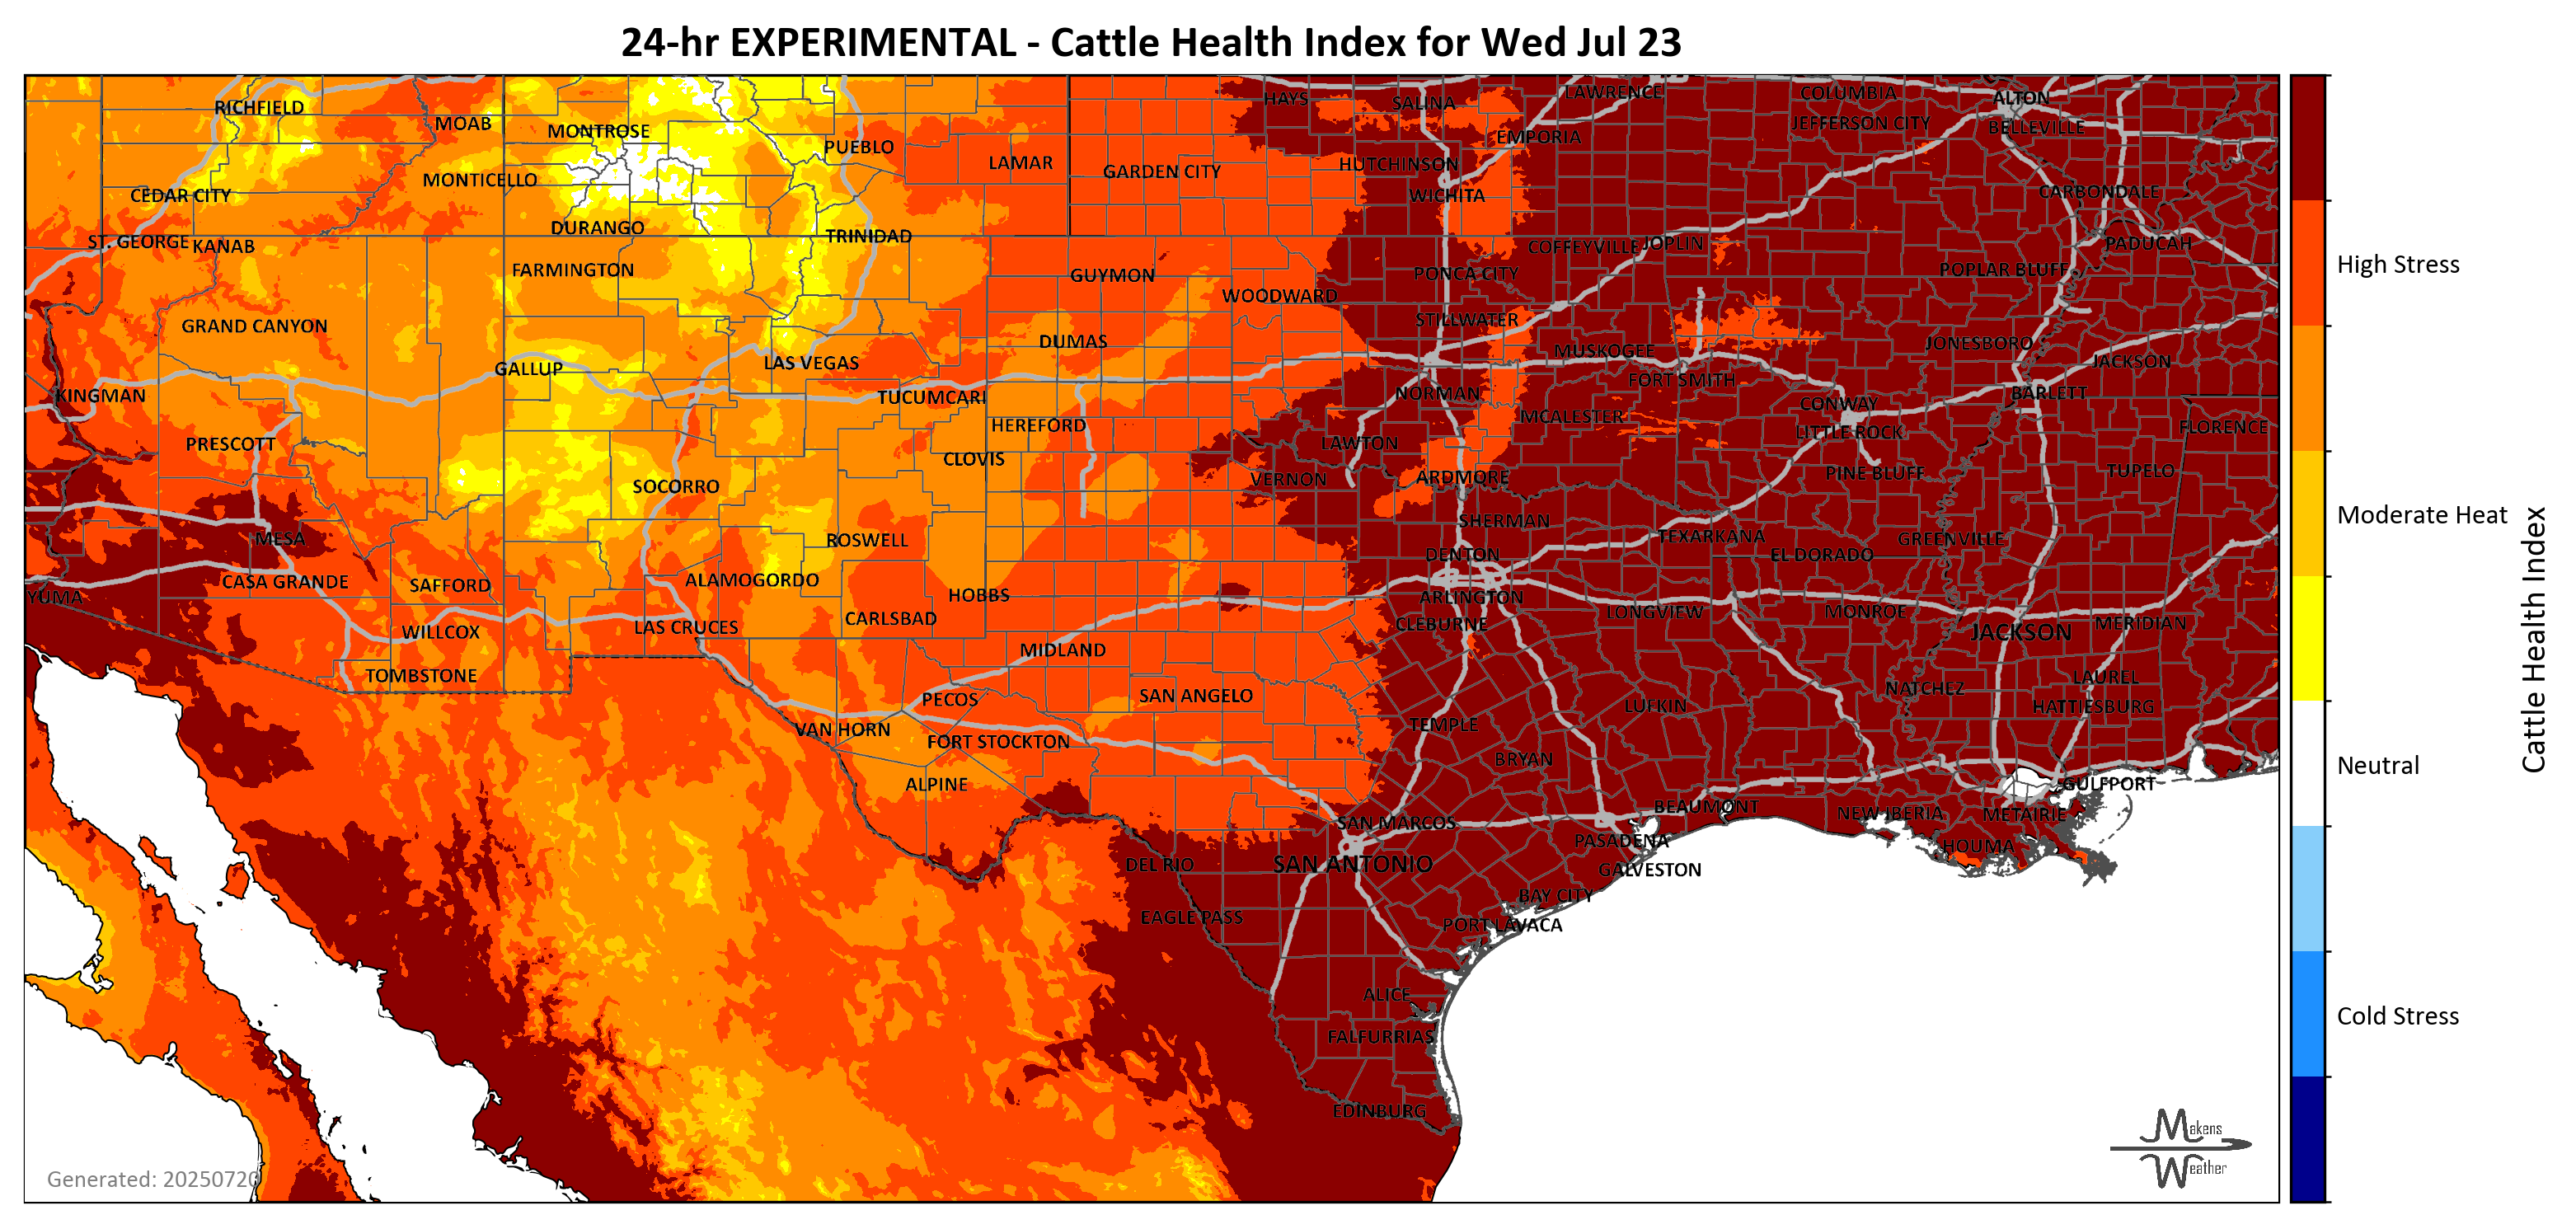 24-hr EXPERIMENTAL - Cattle Health Index for Wed Jul 23
RICHFIELD
MOAB
MONTROSE
PUEBLO
LAMAR
GARDEN CITY
HAYS
SALINA
LAWRENCE
EMPORIA
COLUMBIA
JEFFERSON CITY
ALTON
BELLEVILLE
HUTCHINSON
WICHITA
CARBONDALE
CEDAR CITY
MONTICELLO
DURANGO
TRINIDAD
ST. GEORGE
KANAB
COFFEYVILLE
JOPLIN
PADUCAH
FARMINGTON
GUYMON
PONCA CITY
POPLAR BLUFF
High Stress
WOODWARD
GRAND CANYON
STILLWATER
DUMAS
MUSKOGEE
JONESBORO
JACKSON
GALLUP
LAS VEGAS
FORT SMITH
KINGMAN
TUCUMCARI
NORMAN
BARLETT
CONWAY
HEREFORD
MCALESTER
LITTLE ROCK
FLORENCE
PRESCOTT
LAWTON
CLOVIS
VERNON
ARDMORE
PINE BLUFF
TUPELO
SOCORRO
Moderate Heat
SHERMAN
MESA
ROSWELL
TEXARKANA
GREENVILLE
DENTON
EL DORADO
CASA GRANDE
SAFFORD
ALAMOGORDO
YUMA
HOBBS
ARLINGTON
LONGVIEW
MONROE
CARLSBAD
CLEBURNE
WILLCOX
LAS CRUCES
JACKSON
MERIDIAN
MIDLAND
TOMBSTONE
LAUREL
PECOS
SAN ANGELO
NATCHEZ
LUFKIN
HATTIESBURG
VAN HORN
TEMPLE
FORT STOCKTON
BRYAN
Neutral
ALPINE
GULFPORT
BEAUMONT
NEW IBERIA
METAIRIE
SAN MARCOS
PASADENA
HOUMA
DEL RIO
SAN ANTONIO
GALVESTON
BAY CITY
EAGLE PASS
PORT LAVACA
ALICE
Cold Stress
FALFURRIAS
EDINBURG
Cattle Health Index
Makens
Weather
Generated: 20250720